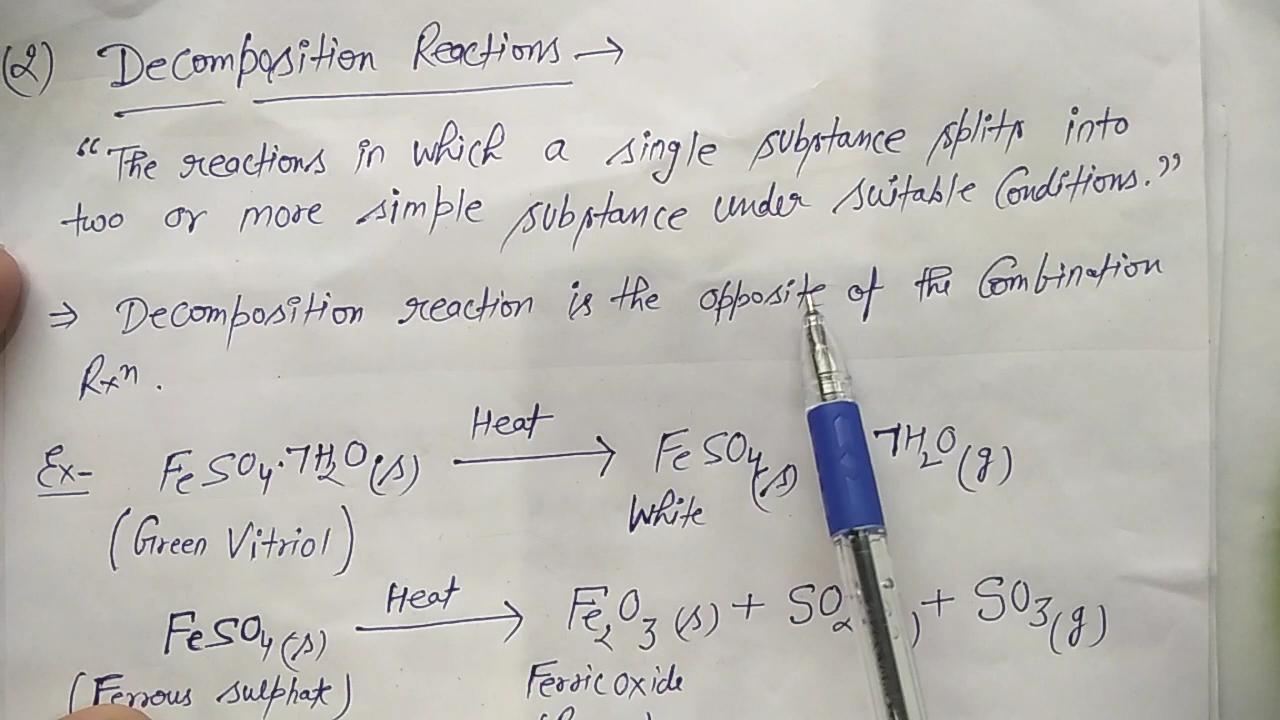 (2) Decomposition Reactions →
"The reactions in which a single substance splits into
two or more simple substance under suitable Conditions."
⇒ Decomposition reaction is the opposite of the Combination
Rxⁿ.
Ex- FeSO₄·7H₂O(s) Heat → FeSO₄(s) 7H₂O(g)
(Green Vitriol) White
FeSO₄(s) Heat → Fe₂O₃(s) + SO₂ ) + SO₃(g)
(Ferrous sulphate) Ferric oxide